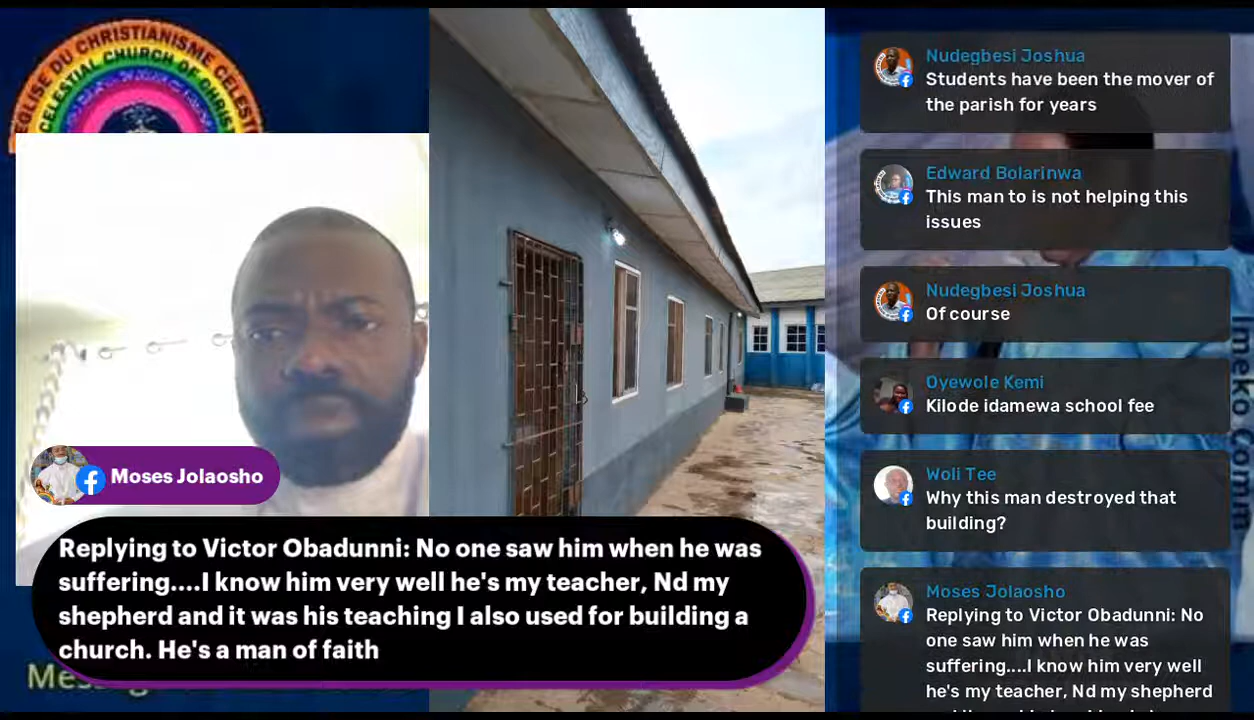 EGLISE DU CHRISTIANISME CELEST
CELESTIAL CHURCH OF CHRIST
Moses Jolaosho
Replying to Victor Obadunni: No one saw him when he was
suffering....I know him very well he's my teacher, Nd my
shepherd and it was his teaching I also used for building a
church. He's a man of faith
Nudegbesi Joshua
Students have been the mover of
the parish for years
Edward Bolarinwa
This man to is not helping this
issues
Nudegbesi Joshua
Of course
Oyewole Kemi
Kilode idamewa school fee
Woli Tee
Why this man destroyed that
building?
Moses Jolaosho
Replying to Victor Obadunni: No
one saw him when he was
suffering....I know him very well
he's my teacher, Nd my shepherd
Imeko Comm